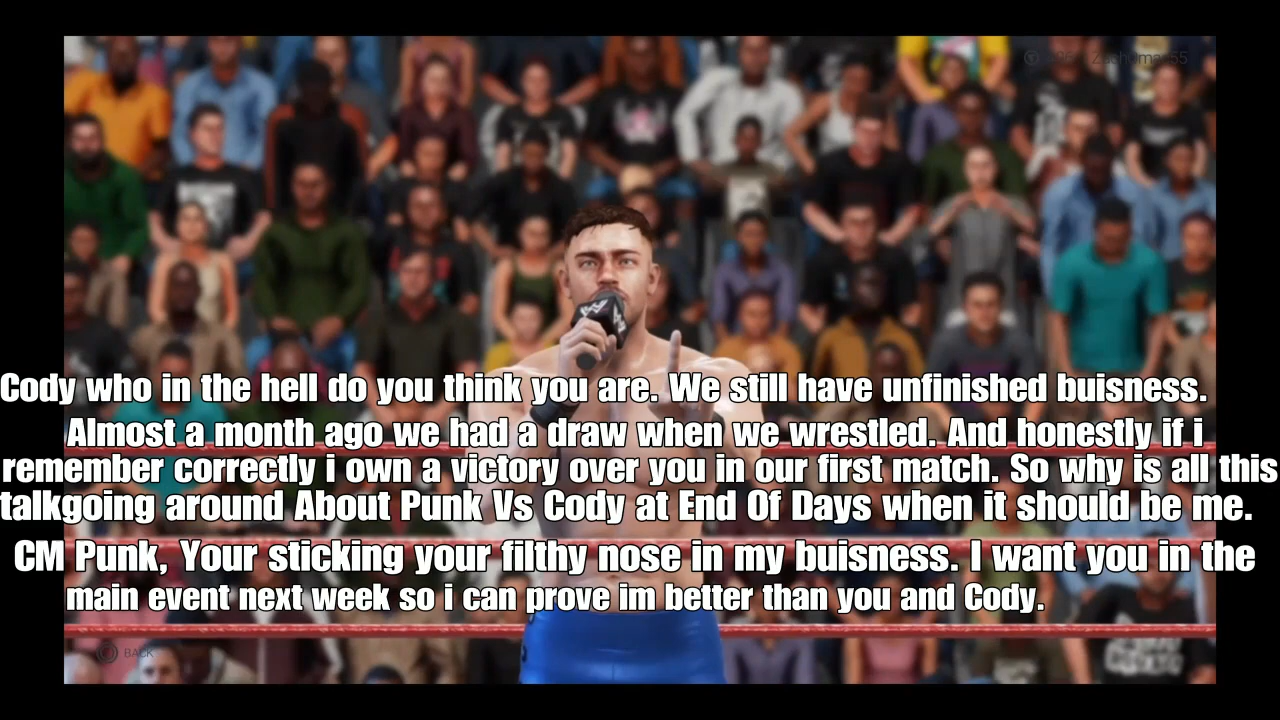 Cody who in the hell do you think you are. We still have unfinished buisness.
Almost a month ago we had a draw when we wrestled. And honestly if i
remember correctly i own a victory over you in our first match. So why is all this
talkgoing around About Punk Vs Cody at End Of Days when it should be me.
CM Punk, Your sticking your filthy nose in my buisness. I want you in the
main event next week so i can prove im better than you and Cody.
BACK